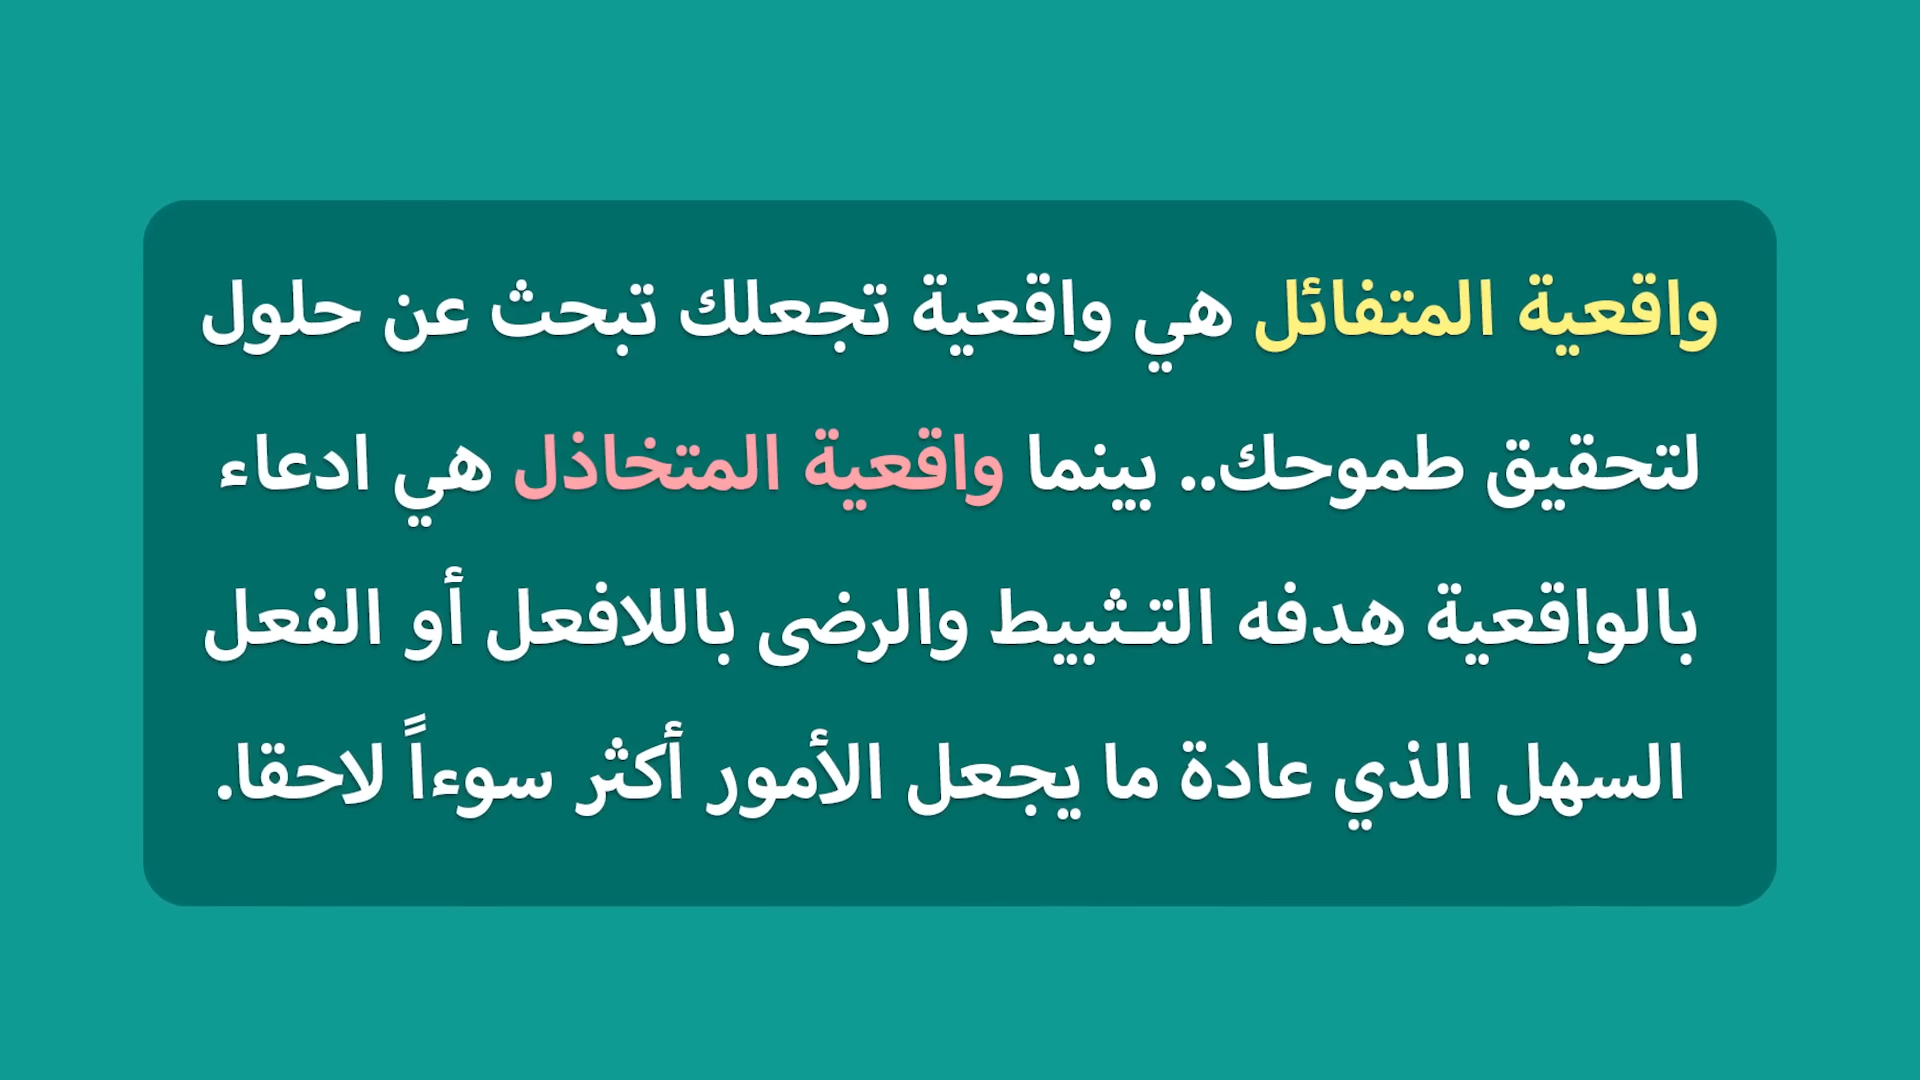 واقعية المتفائل هي واقعية تجعلك تبحث عن حلول
لتحقيق طموحك.. بينما واقعية المتخاذل هي ادعاء
بالواقعية هدفه التـثبيط والرضى باللافعل أو الفعل
السهل الذي عادة ما يجعل الأمور أكثر سوءاً لاحقا.